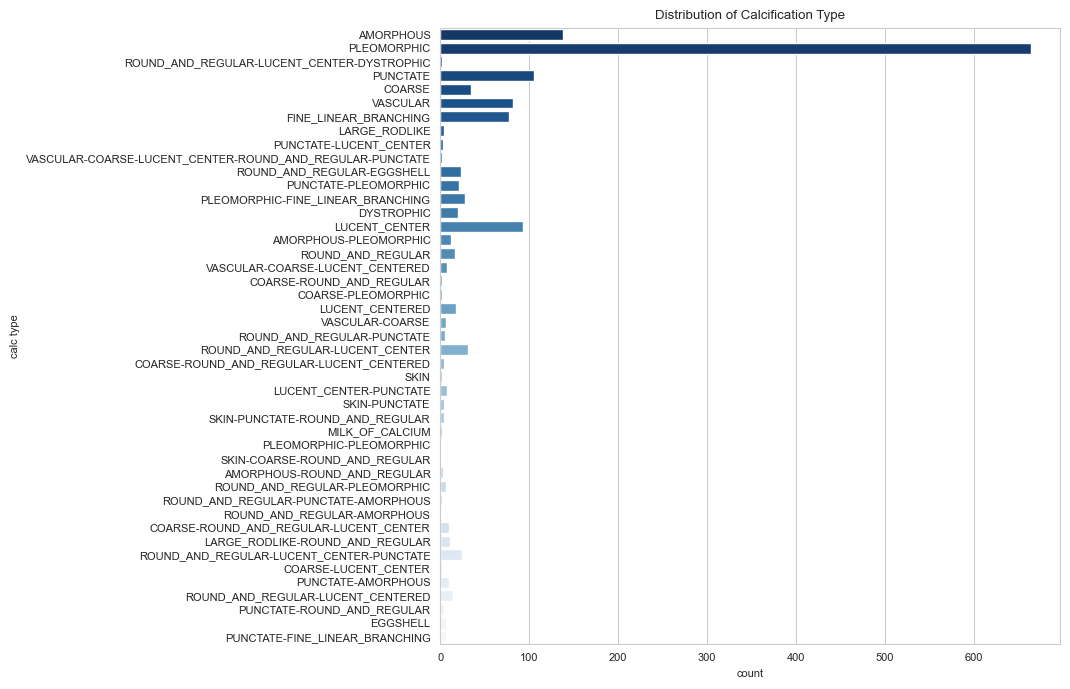 Distribution of Calcification Type
AMORPHOUS
PLEOMORPHIC
ROUND_AND_REGULAR-LUCENT_CENTER-DYSTROPHIC
PUNCTATE
COARSE
VASCULAR
FINE_LINEAR_BRANCHING
LARGE_RODLIKE
PUNCTATE-LUCENT_CENTER
VASCULAR-COARSE-LUCENT_CENTER-ROUND_AND_REGULAR-PUNCTATE
ROUND_AND_REGULAR-EGGSHELL
PUNCTATE-PLEOMORPHIC
PLEOMORPHIC-FINE_LINEAR_BRANCHING
DYSTROPHIC
LUCENT_CENTER
AMORPHOUS-PLEOMORPHIC
ROUND_AND_REGULAR
VASCULAR-COARSE-LUCENT_CENTERED
COARSE-ROUND_AND_REGULAR
COARSE-PLEOMORPHIC
LUCENT_CENTERED
VASCULAR-COARSE
ROUND_AND_REGULAR-PUNCTATE
ROUND_AND_REGULAR-LUCENT_CENTER
COARSE-ROUND_AND_REGULAR-LUCENT_CENTERED
SKIN
LUCENT_CENTER-PUNCTATE
SKIN-PUNCTATE
SKIN-PUNCTATE-ROUND_AND_REGULAR
MILK_OF_CALCIUM
PLEOMORPHIC-PLEOMORPHIC
SKIN-COARSE-ROUND_AND_REGULAR
AMORPHOUS-ROUND_AND_REGULAR
ROUND_AND_REGULAR-PLEOMORPHIC
ROUND_AND_REGULAR-PUNCTATE-AMORPHOUS
ROUND_AND_REGULAR-AMORPHOUS
COARSE-ROUND_AND_REGULAR-LUCENT_CENTER
LARGE_RODLIKE-ROUND_AND_REGULAR
ROUND_AND_REGULAR-LUCENT_CENTER-PUNCTATE
COARSE-LUCENT_CENTER
PUNCTATE-AMORPHOUS
ROUND_AND_REGULAR-LUCENT_CENTERED
PUNCTATE-ROUND_AND_REGULAR
EGGSHELL
PUNCTATE-FINE_LINEAR_BRANCHING
calc type
0 100 200 300 400 500 600
count